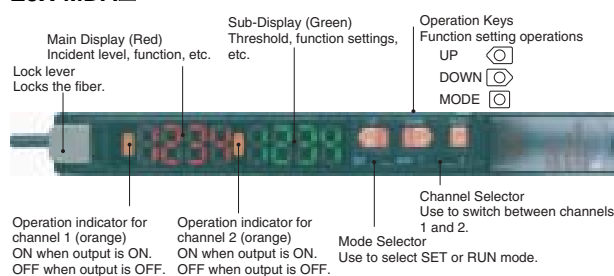 Main Display (Red)
Incident level, function, etc.
Sub-Display (Green)
Threshold, function settings,
etc.
Operation Keys
Function setting operations
UP
DOWN
MODE
Lock lever
Locks the fiber.
1234 1234
Operation indicator for
channel 1 (orange)
ON when output is ON.
OFF when output is OFF.
Operation indicator for
channel 2 (orange)
ON when output is ON.
OFF when output is OFF.
Mode Selector
Use to select SET or RUN mode.
Channel Selector
Use to switch between channels
1 and 2.